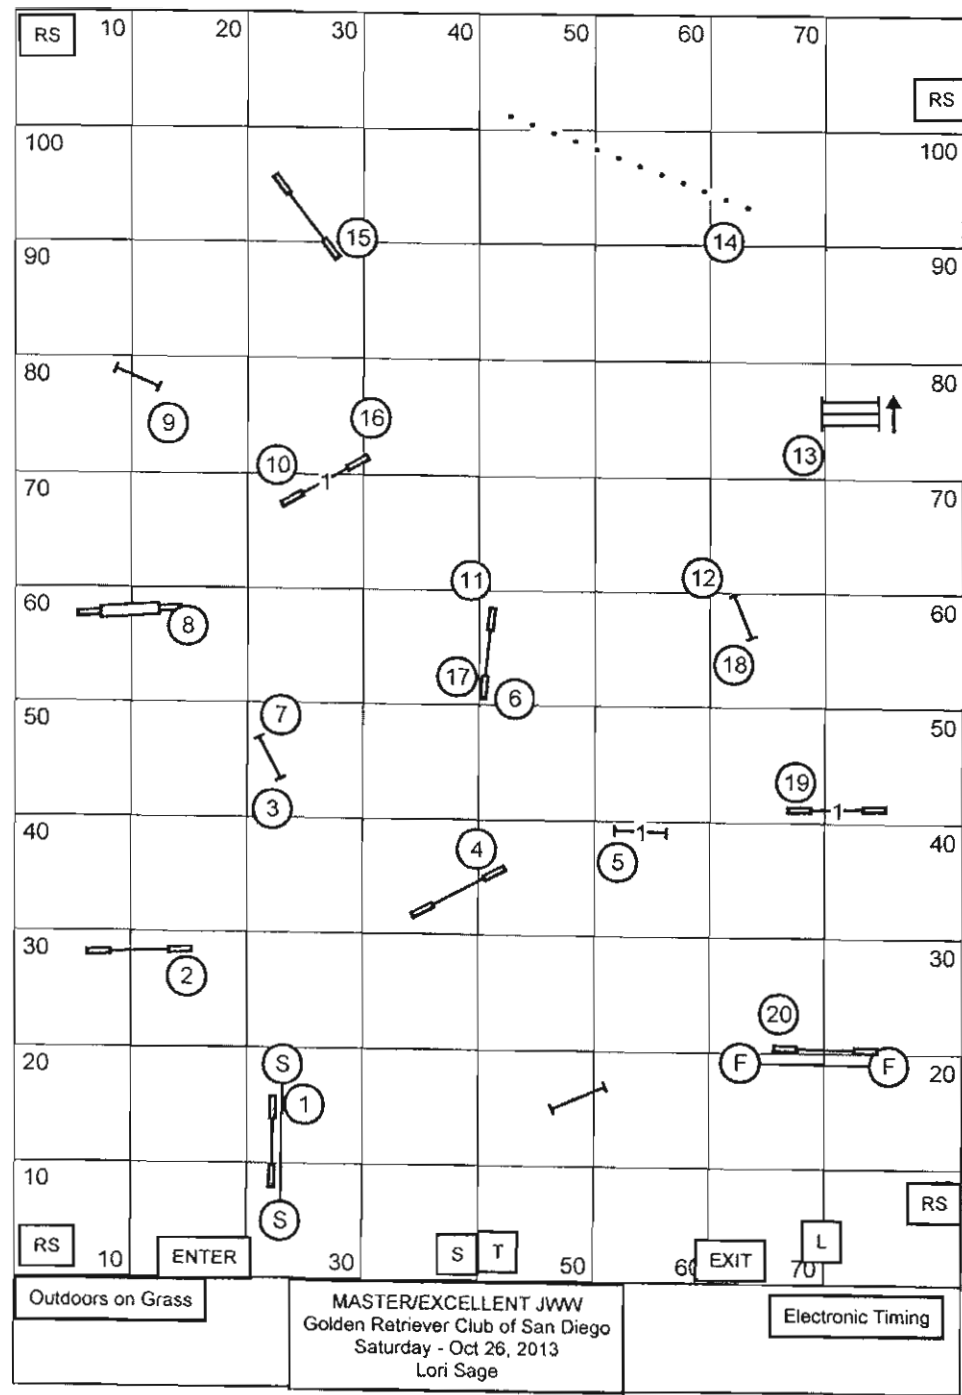 RS 10 20 30 40 50 60 70
RS
100 100
15 14
90 90
80 80
9 16
10 13
70 1 70
11 12
60 60
8
17 18
6
7
50 50
3 19
1
40 4 1 40
5
30 30
2
20
20 S F F 20
1
10
S RS
RS 10 ENTER 30 S T 50 60 EXIT 70 L
Outdoors on Grass
MASTER/EXCELLENT JWW
Golden Retriever Club of San Diego
Saturday - Oct 26, 2013
Lori Sage
Electronic Timing